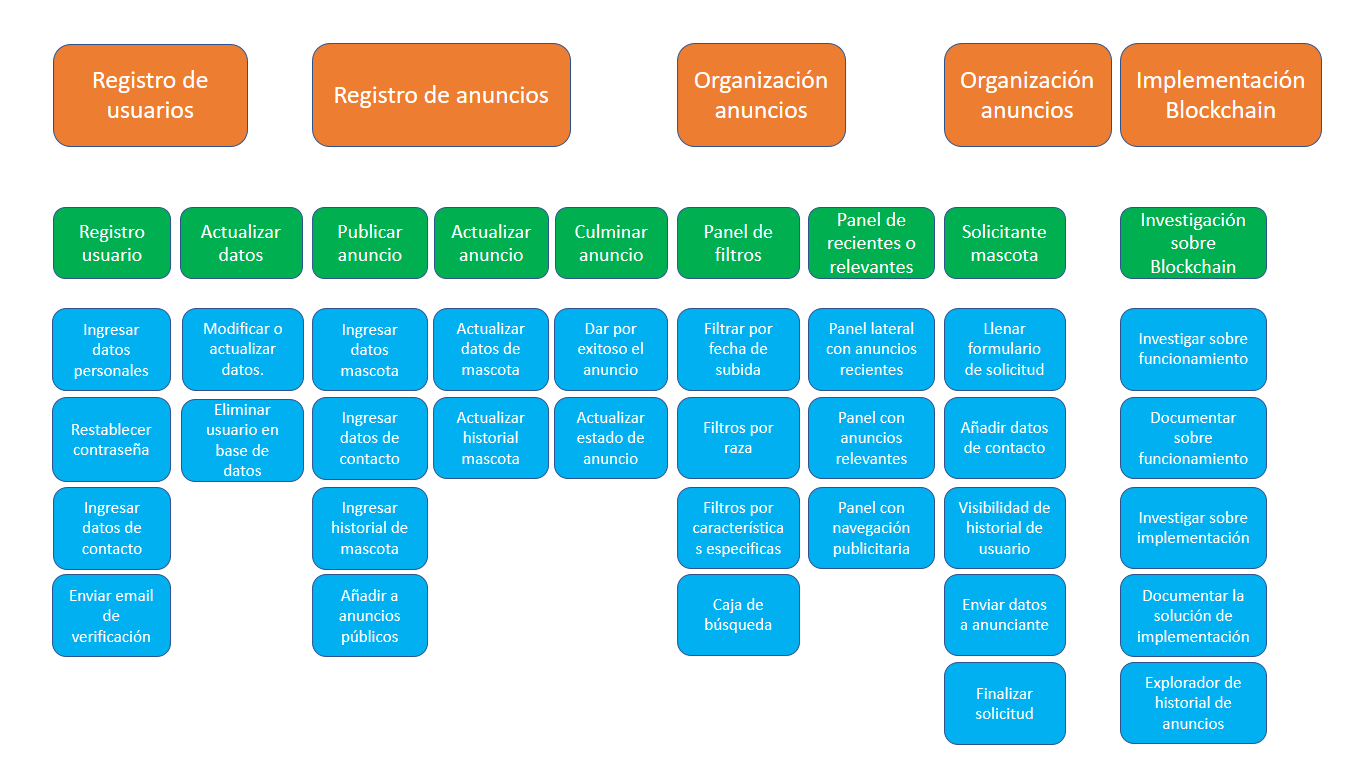 Registro de
usuarios
Registro de anuncios
Organización
anuncios
Organización
anuncios
Implementación
Blockchain
Registro
usuario
Actualizar
datos
Publicar
anuncio
Actualizar
anuncio
Culminar
anuncio
Panel de
filtros
Panel de
recientes o
relevantes
Solicitante
mascota
Investigación
sobre
Blockchain
Ingresar
datos
personales
Modificar o
actualizar
datos.
Ingresar
datos
mascota
Actualizar
datos de
mascota
Dar por
exitoso el
anuncio
Filtrar por
fecha de
subida
Panel lateral
con anuncios
recientes
Llenar
formulario
de solicitud
Investigar sobre
funcionamiento
Restablecer
contraseña
Eliminar
usuario en
base de
datos
Ingresar
datos de
contacto
Actualizar
historial
mascota
Actualizar
estado de
anuncio
Filtros por
raza
Panel con
anuncios
relevantes
Añadir datos
de contacto
Documentar
sobre
funcionamiento
Ingresar
datos de
contacto
Ingresar
historial de
mascota
Filtros por
característica
s especificas
Panel con
navegación
publicitaria
Visibilidad de
historial de
usuario
Investigar sobre
implementación
Enviar email
de
verificación
Añadir a
anuncios
públicos
Caja de
búsqueda
Enviar datos
a anunciante
Documentar la
solución de
implementación
Finalizar
solicitud
Explorador de
historial de
anuncios